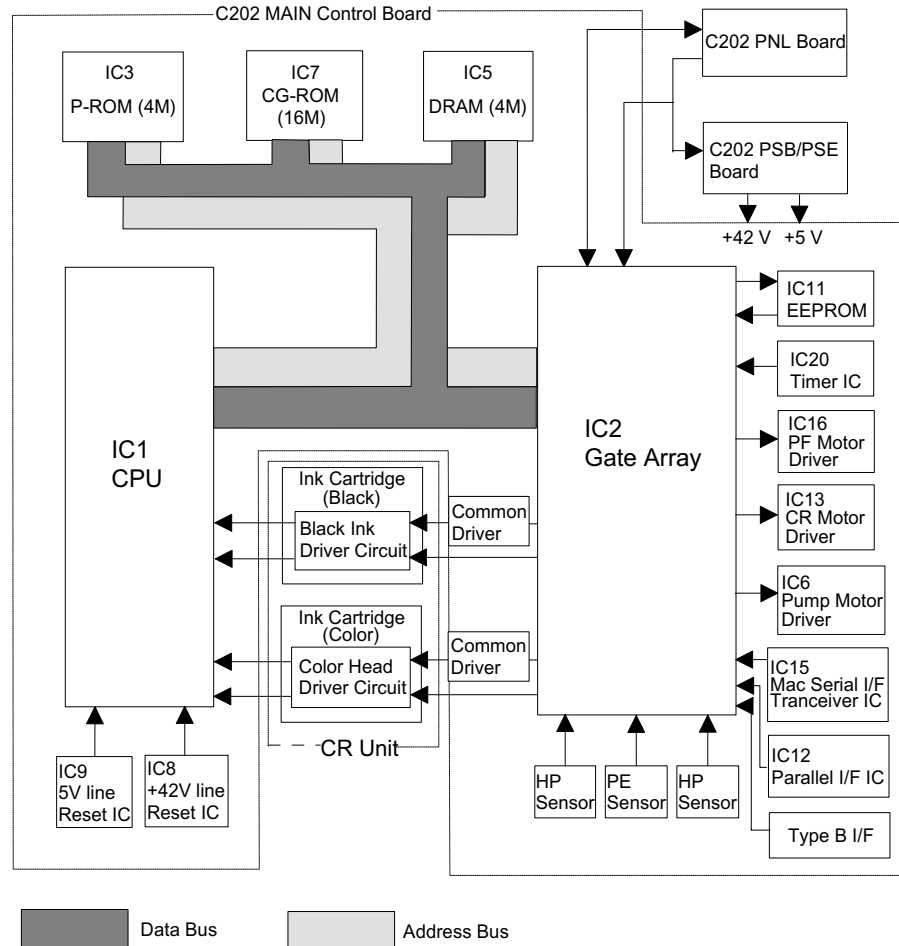 C202 MAIN Control Board
C202 PNL Board
IC3
P-ROM (4M)
IC7
CG-ROM
(16M)
IC5
DRAM (4M)
C202 PSB/PSE
Board
+42 V
+5 V
IC1
CPU
IC2
Gate Array
IC11
EEPROM
IC20
Timer IC
IC16
PF Motor
Driver
IC13
CR Motor
Driver
IC6
Pump Motor
Driver
IC15
Mac Serial I/F
Tranceiver IC
IC12
Parallel I/F IC
Type B I/F
Ink Cartridge
(Black)
Black Ink
Driver Circuit
Common
Driver
Ink Cartridge
(Color)
Color Head
Driver Circuit
Common
Driver
CR Unit
IC9
5V line
Reset IC
IC8
+42V line
Reset IC
HP
Sensor
PE
Sensor
HP
Sensor
Data Bus
Address Bus